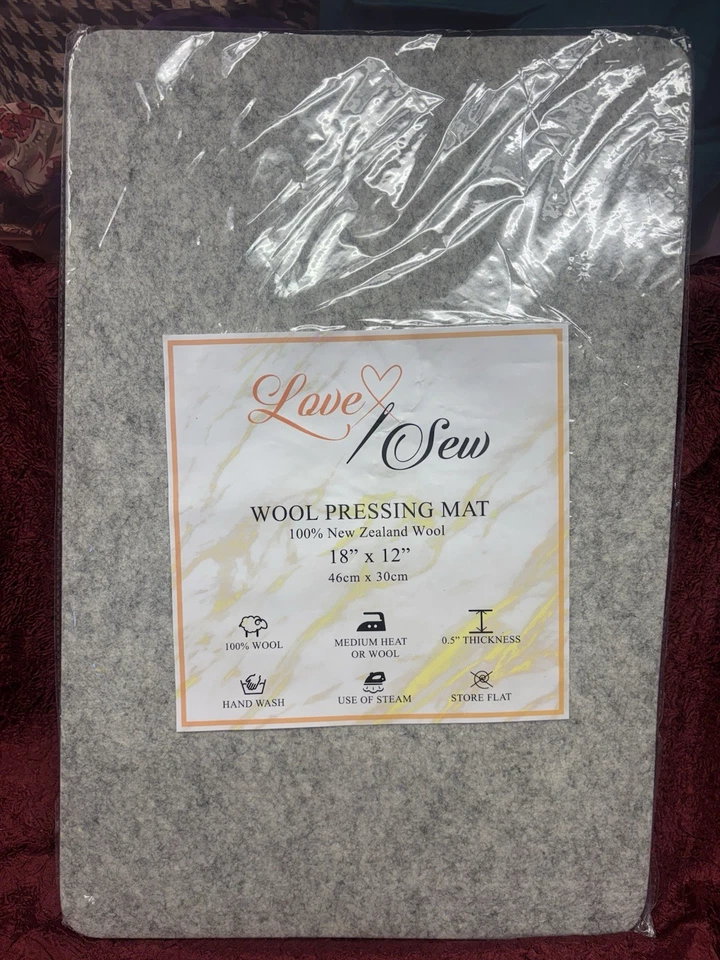 Love
Sew
WOOL PRESSING MAT
100% New Zealand Wool
18” x 12”
46cm x 30cm
100% WOOL
MEDIUM HEAT
OR WOOL
0.5” THICKNESS
HAND WASH
USE OF STEAM
STORE FLAT